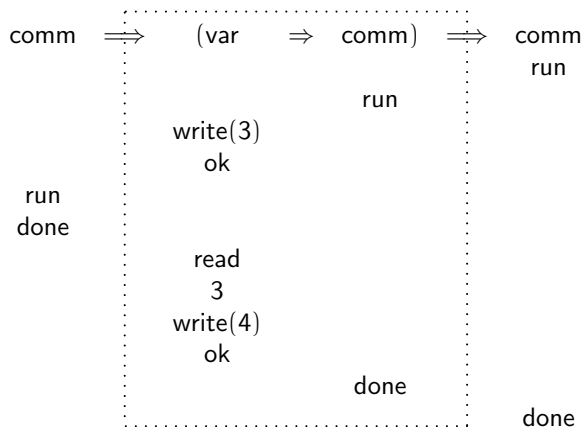 comm ⟹ (var ⇒ comm) ⟹ comm
run
run
write(3)
ok
run
done
read
3
write(4)
ok
done
done